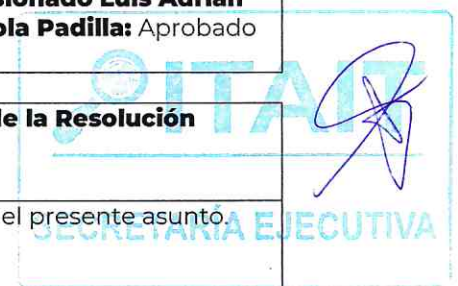 sionado Luis Adrián
ola Padilla: Aprobado
ITAIT
de la Resolución
el presente asunto.
SECRETARÍA EJECUTIVA